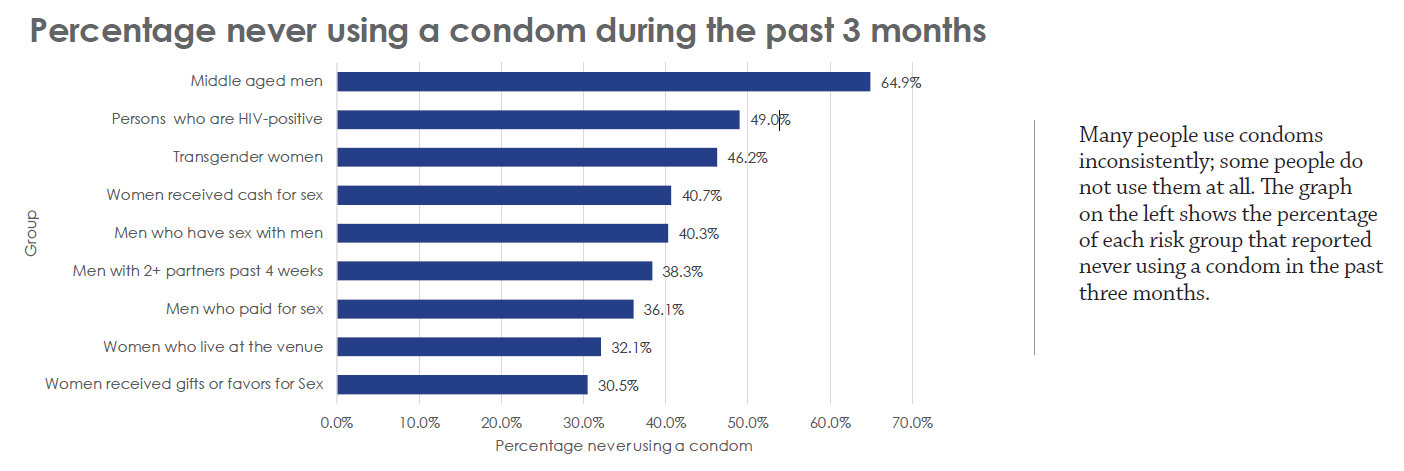 Percentage never using a condom during the past 3 months
Middle aged men
64.9%
Persons who are HIV-positive
49.0%
Transgender women
46.2%
Women received cash for sex
40.7%
Men who have sex with men
40.3%
Men with 2+ partners past 4 weeks
38.3%
Men who paid for sex
36.1%
Women who live at the venue
32.1%
Women received gifts or favors for Sex
30.5%
Group
0.0% 10.0% 20.0% 30.0% 40.0% 50.0% 60.0% 70.0%
Percentage never using a condom
Many people use condoms
inconsistently; some people do
not use them at all. The graph
on the left shows the percentage
of each risk group that reported
never using a condom in the past
three months.